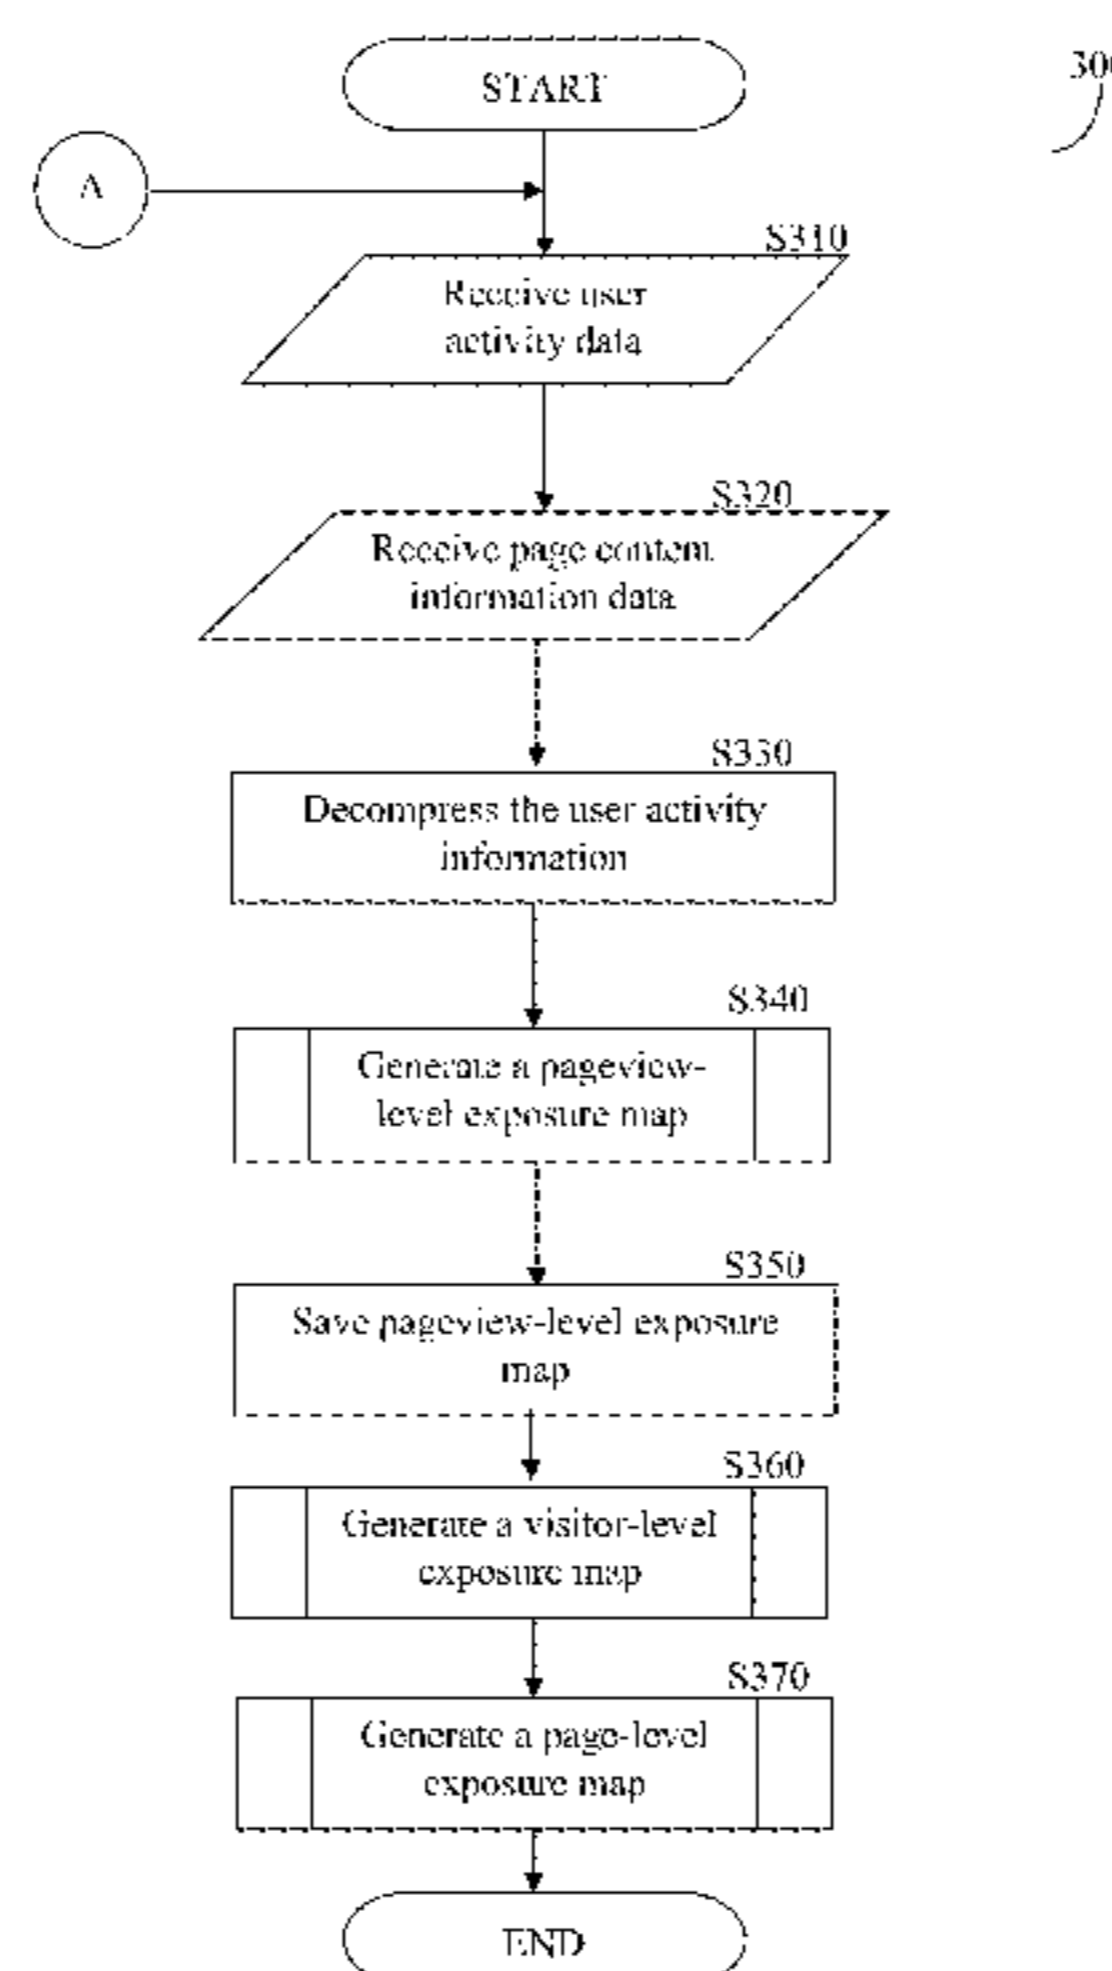 START
A
S310
Receive user
activity data
S320
Receive page content
information data
S330
Decompress the user activity
information
S340
Generate a pageview-
level exposure map
S350
Save pageview-level exposure
map
S360
Generate a visitor-level
exposure map
S370
Generate a page-level
exposure map
END